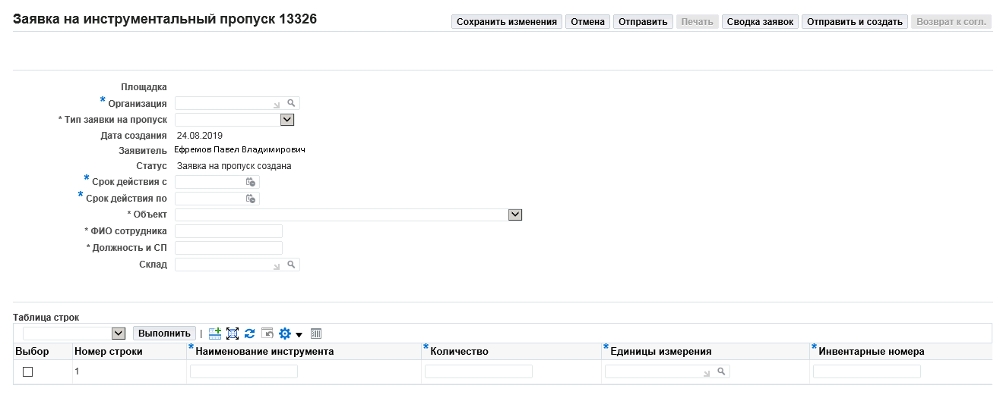 Заявка на инструментальный пропуск 13326
Сохранить изменения Отмена Отправить Печать Сводка заявок Отправить и создать Возврат к согл.
Площадка
* Организация
* Тип заявки на пропуск
Дата создания 24.08.2019
Заявитель Ефремов Павел Владимирович
Статус Заявка на пропуск создана
* Срок действия с
* Срок действия по
* Объект
* ФИО сотрудника
* Должность и СП
Склад
Таблица строк
Выполнить |
Выбор Номер строки * Наименование инструмента * Количество * Единицы измерения * Инвентарные номера
1